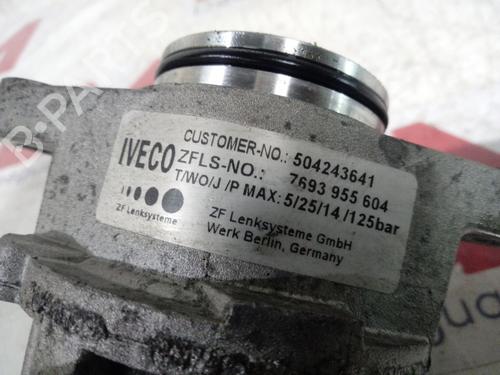 IVECO
CUSTOMER-NO.: 504243641
ZFLS-NO.: 7693 955 604
T/WO/J /P MAX: 5/25/14 /125bar
ZF Lenksysteme
ZF Lenksysteme GmbH
Werk Berlin, Germany
B-PARTS